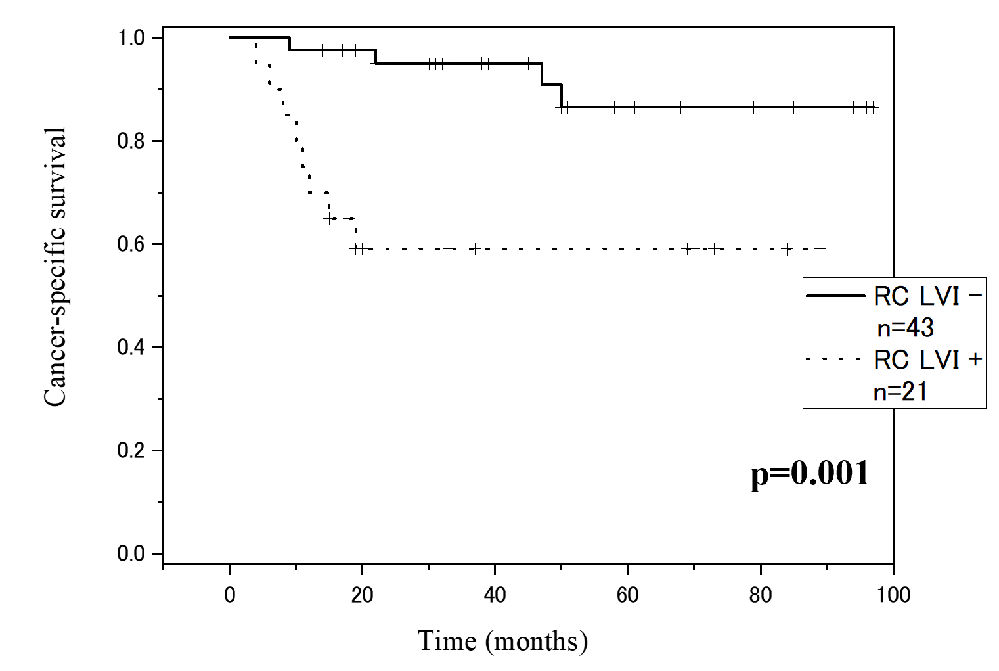 1.0
0.8
0.6
0.4
0.2
0.0
Cancer-specific survival
RC LVI −
n=43
RC LVI +
n=21
p=0.001
0 20 40 60 80 100
Time (months)